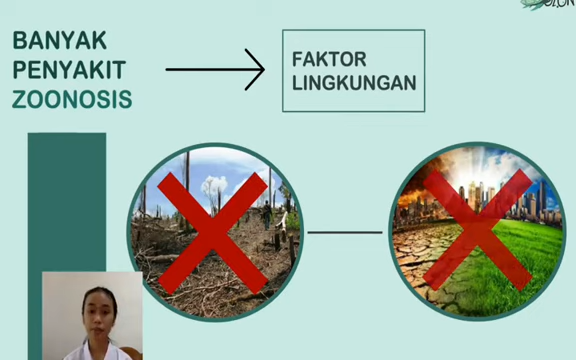 BANYAK
PENYAKIT
ZOONOSIS
FAKTOR
LINGKUNGAN